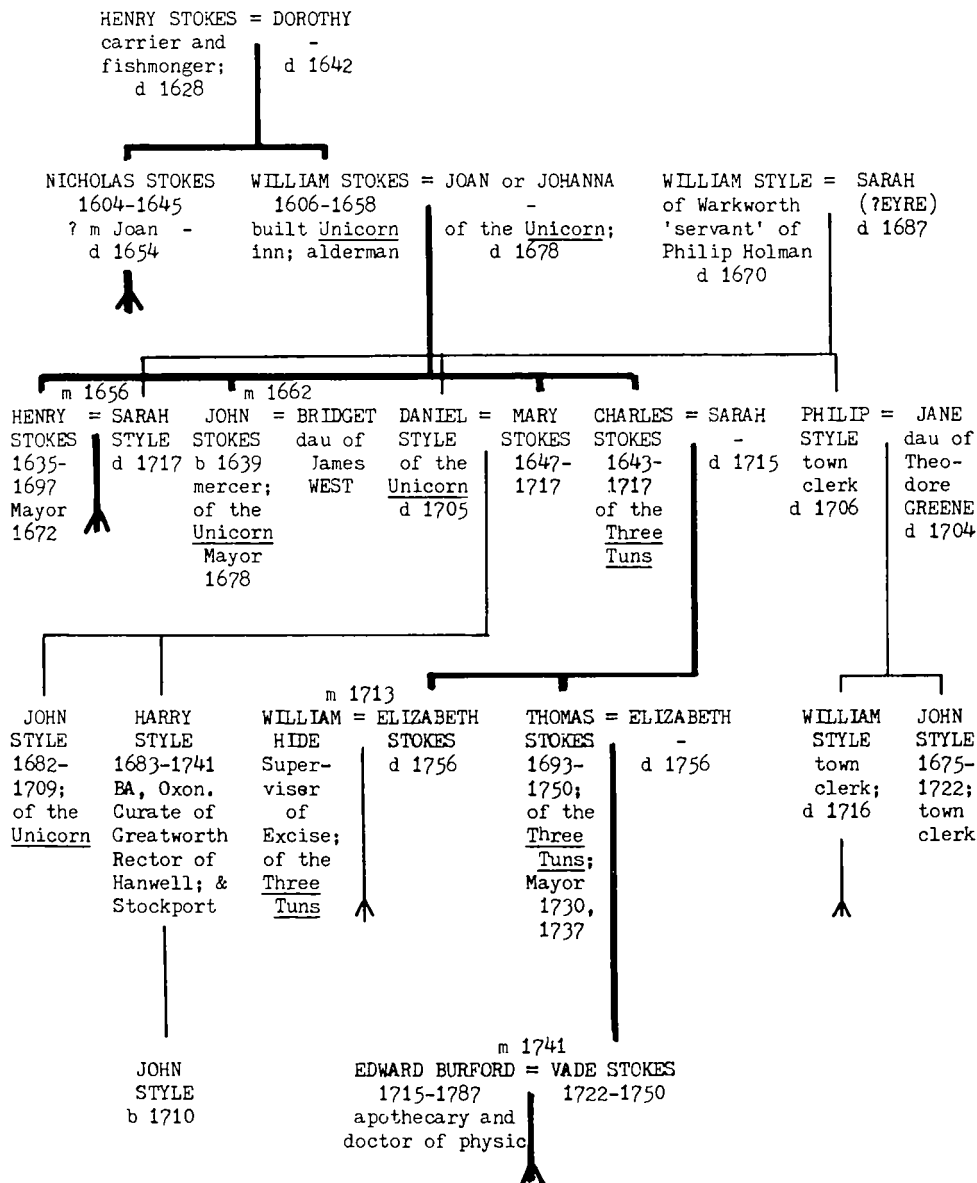 HENRY STOKES = DOROTHY
carrier and
fishmonger;
d 1628
-
d 1642
NICHOLAS STOKES
1604-1645
? m Joan -
d 1654
WILLIAM STOKES = JOAN or JOHANNA
1606-1658
built Unicorn
inn; alderman
-
of the Unicorn;
d 1678
WILLIAM STYLE = SARAH
of Warkworth
'servant' of
Philip Holman
d 1670
(?EYRE)
d 1687
m 1656
HENRY = SARAH
STOKES
1635-
1697
Mayor
1672
STYLE
d 1717
m 1662
JOHN = BRIDGET
STOKES
b 1639
mercer;
of the
Unicorn
Mayor
1678
dau of
James
WEST
DANIEL = MARY
STYLE
of the
Unicorn
d 1705
STOKES
1647-
1717
CHARLES = SARAH
STOKES
1643-
1717
of the
Three
Tuns
-
d 1715
PHILIP = JANE
STYLE
town
clerk
d 1706
dau of
Theo-
dore
GREENE
d 1704
JOHN
STYLE
1682-
1709;
of the
Unicorn
HARRY
STYLE
1683-1741
BA, Oxon.
Curate of
Greatworth
Rector of
Hanwell; &
Stockport
m 1713
WILLIAM = ELIZABETH
HIDE
Super-
viser
of
Excise;
of the
Three
Tuns
STOKES
d 1756
THOMAS = ELIZABETH
STOKES
1693-
1750;
of the
Three
Tuns;
Mayor
1730,
1737
-
d 1756
WILLIAM
STYLE
town
clerk;
d 1716
JOHN
STYLE
1675-
1722;
town
clerk
JOHN
STYLE
b 1710
m 1741
EDWARD BURFORD = VADE STOKES
1715-1787
apothecary and
doctor of physic
1722-1750